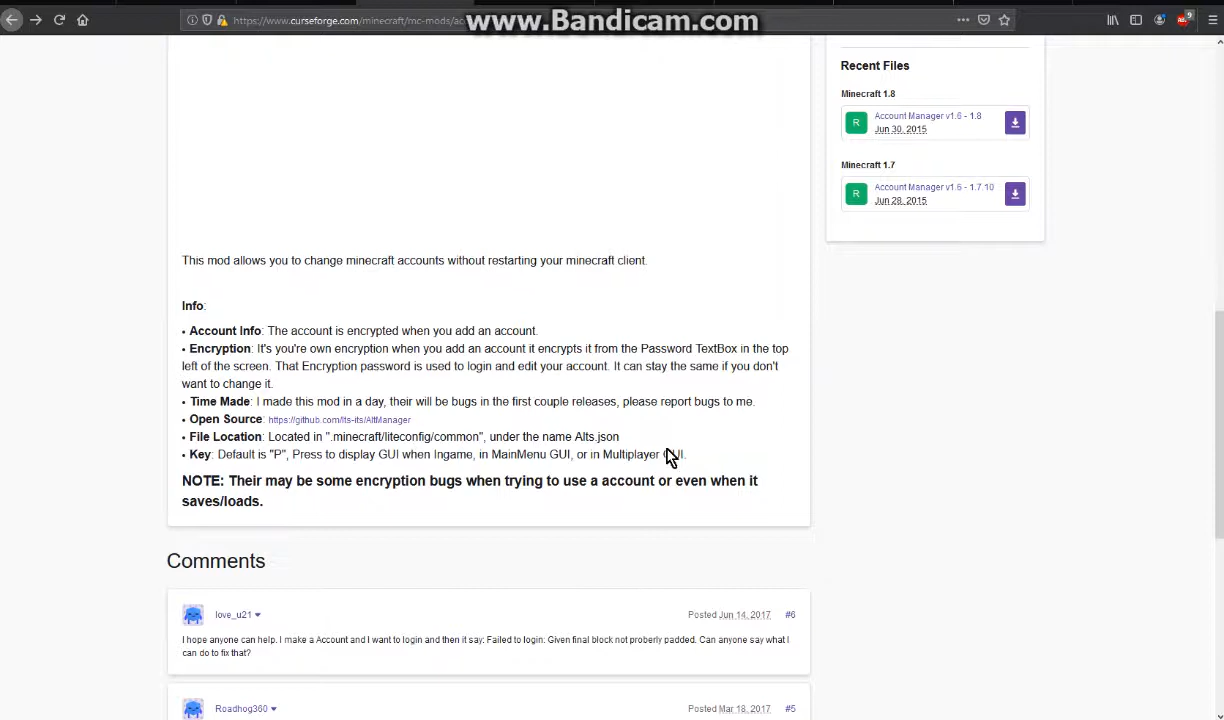 https://www.curseforge.com/minecraft/mc-mods/ac
www.Bandicam.com
9
Recent Files
Minecraft 1.8
R
Account Manager v1.6 - 1.8
Jun 30, 2015
Minecraft 1.7
R
Account Manager v1.6 - 1.7.10
Jun 28, 2015
This mod allows you to change minecraft accounts without restarting your minecraft client.
Info:
• Account Info: The account is encrypted when you add an account.
• Encryption: It's you're own encryption when you add an account it encrypts it from the Password TextBox in the top
left of the screen. That Encryption password is used to login and edit your account. It can stay the same if you don't
want to change it.
• Time Made: I made this mod in a day, their will be bugs in the first couple releases, please report bugs to me.
• Open Source: https://github.com/Its-its/AltManager
• File Location: Located in ".minecraft/liteconfig/common", under the name Alts.json
• Key: Default is "P", Press to display GUI when Ingame, in MainMenu GUI, or in Multiplayer GUI.
NOTE: Their may be some encryption bugs when trying to use a account or even when it
saves/loads.
Comments
love_u21
Posted Jun 14, 2017
#6
I hope anyone can help. I make a Account and I want to login and then it say: Failed to login: Given final block not proberly padded. Can anyone say what I
can do to fix that?
Roadhog360
Posted Mar 18, 2017
#5